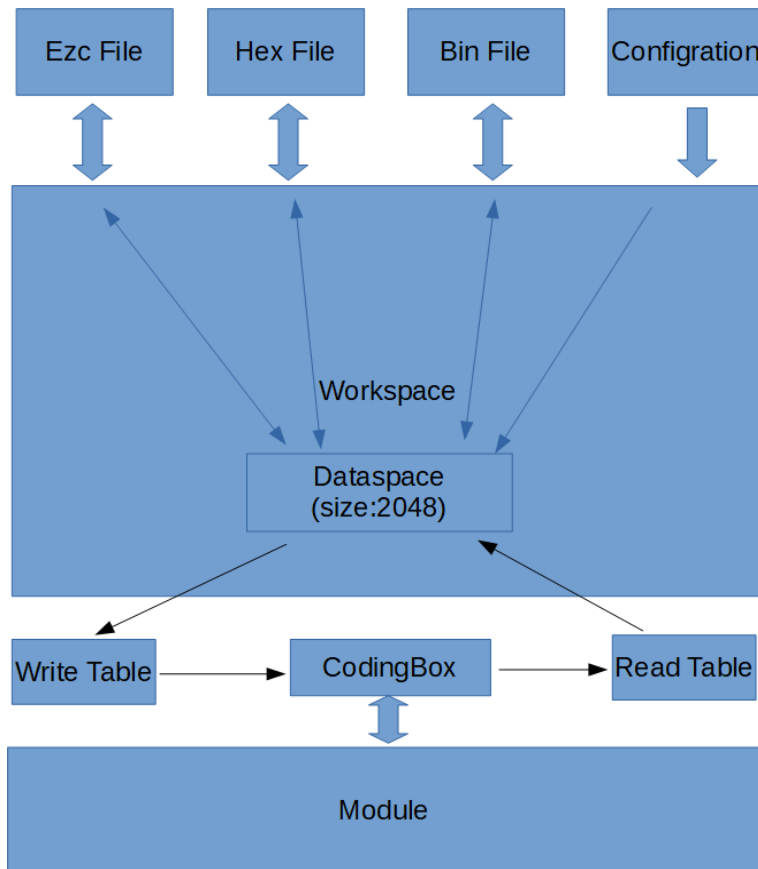 Ezc File
Hex File
Bin File
Configration
Workspace
Dataspace
(size:2048)
Write Table
CodingBox
Read Table
Module